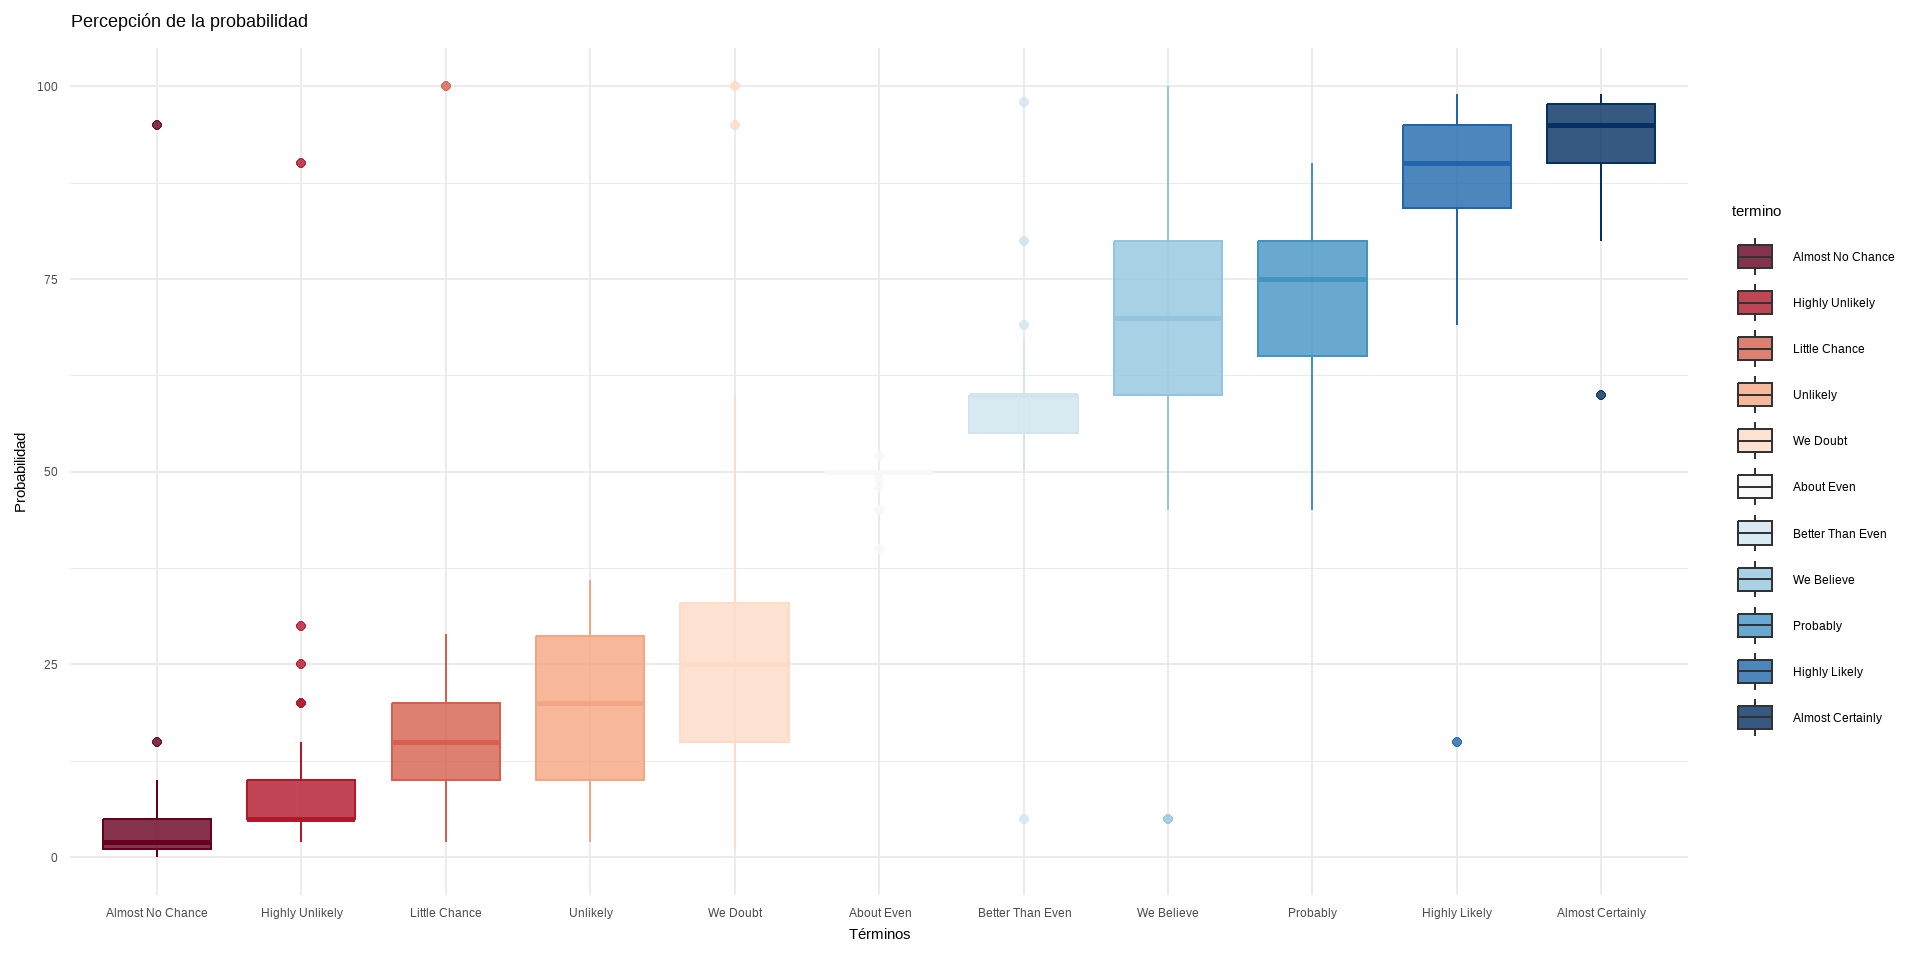 Percepción de la probabilidad
100
75
50
25
0
Probabilidad
Almost No Chance
Highly Unlikely
Little Chance
Unlikely
We Doubt
About Even
Better Than Even
We Believe
Probably
Highly Likely
Almost Certainly
Términos
termino
Almost No Chance
Highly Unlikely
Little Chance
Unlikely
We Doubt
About Even
Better Than Even
We Believe
Probably
Highly Likely
Almost Certainly